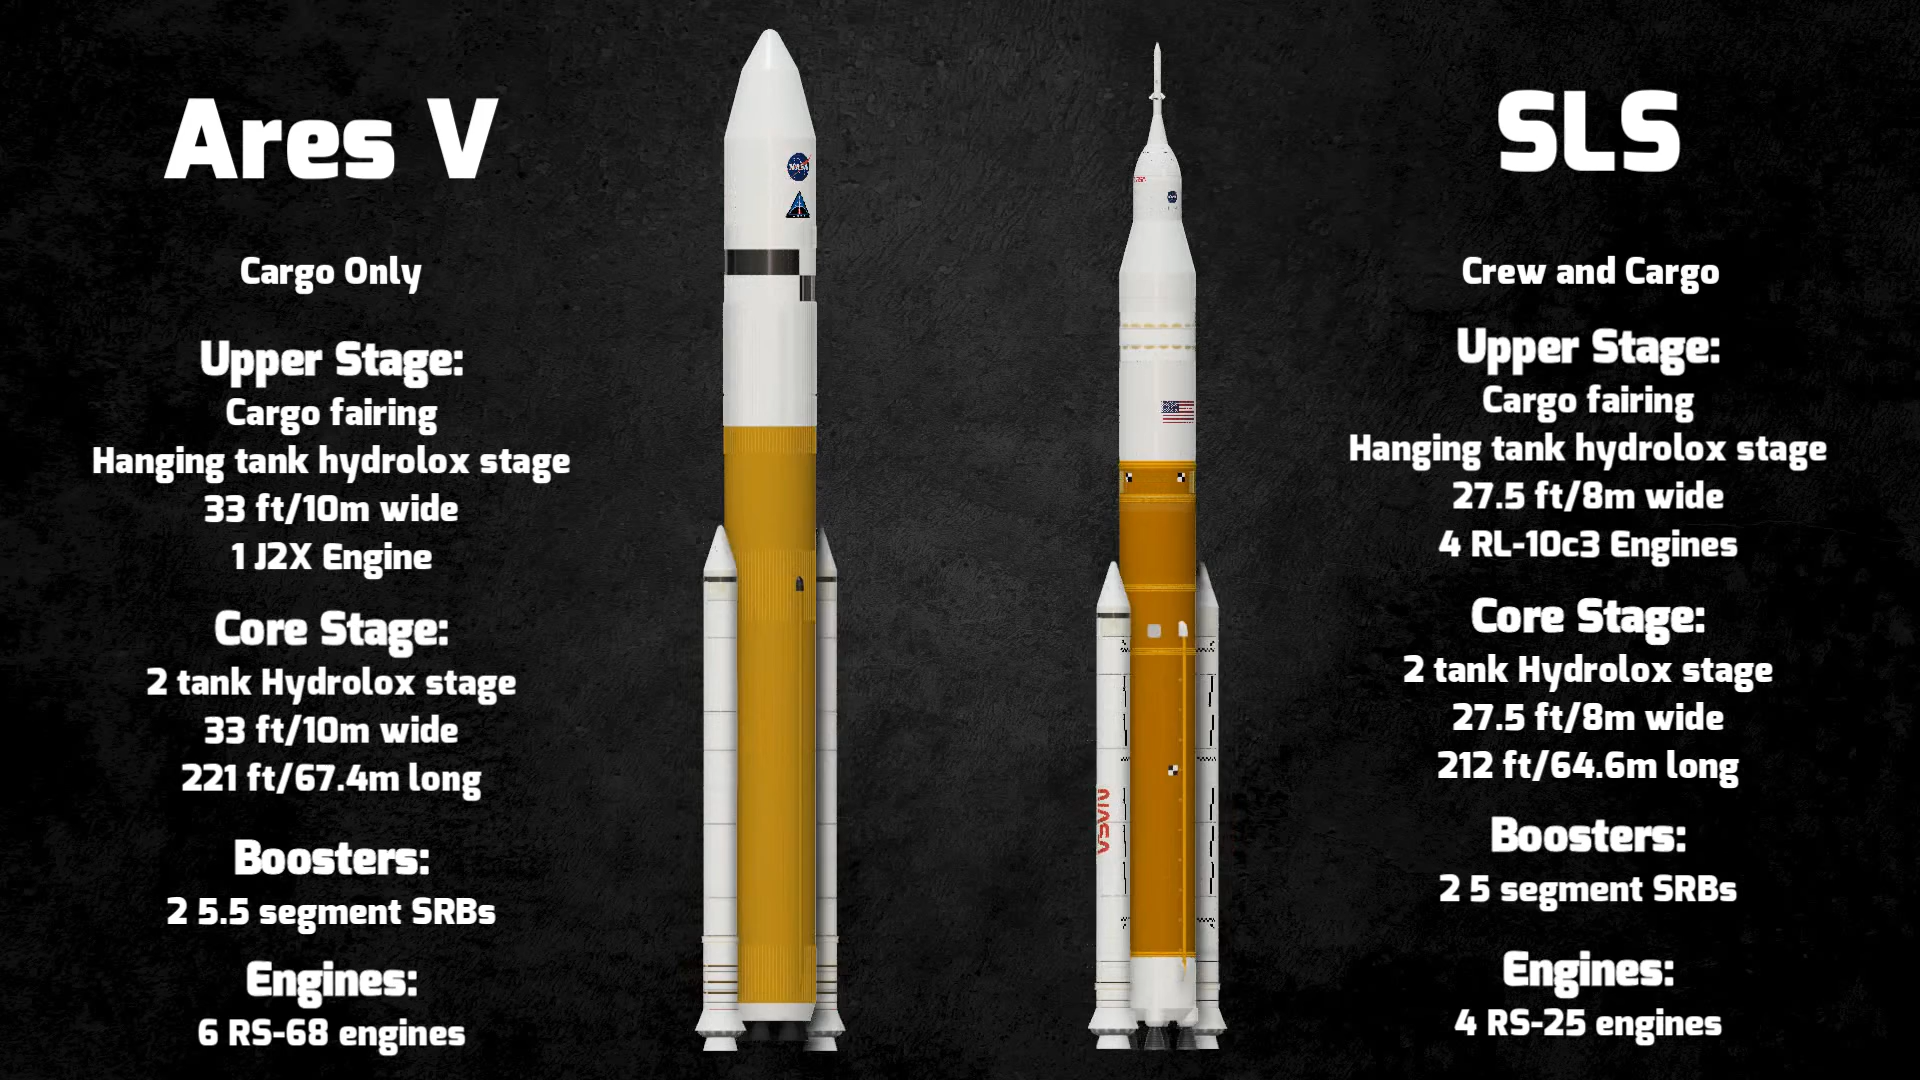 Ares V
Cargo Only
Upper Stage:
Cargo fairing
Hanging tank hydrolox stage
33 ft/10m wide
1 J2X Engine
Core Stage:
2 tank Hydrolox stage
33 ft/10m wide
221 ft/67.4m long
Boosters:
2 5.5 segment SRBs
Engines:
6 RS-68 engines
NASA
NASA
SLS
Crew and Cargo
Upper Stage:
Cargo fairing
Hanging tank hydrolox stage
27.5 ft/8m wide
4 RL-10c3 Engines
Core Stage:
2 tank Hydrolox stage
27.5 ft/8m wide
212 ft/64.6m long
Boosters:
2 5 segment SRBs
Engines:
4 RS-25 engines